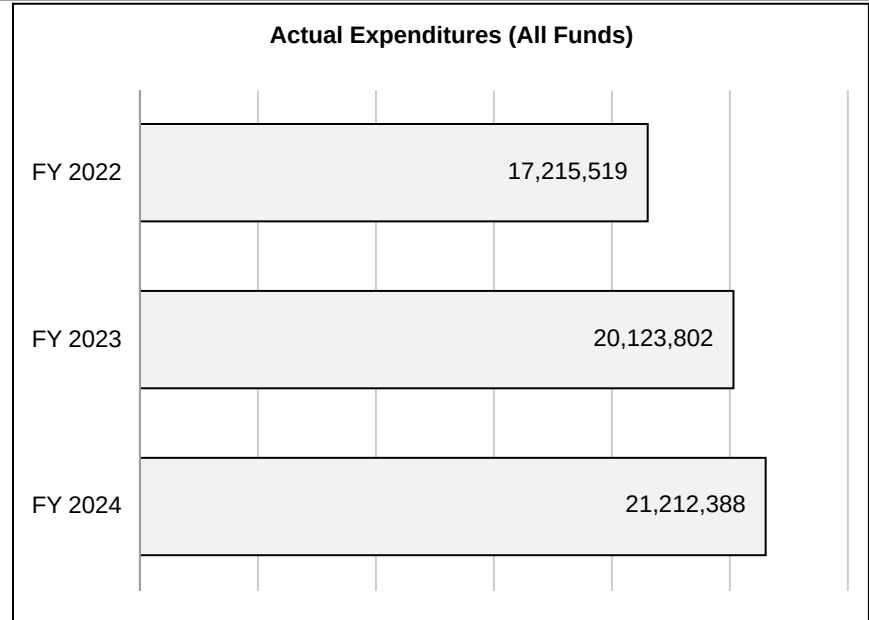 Actual Expenditures (All Funds)
FY 2022
17,215,519
FY 2023
20,123,802
FY 2024
21,212,388